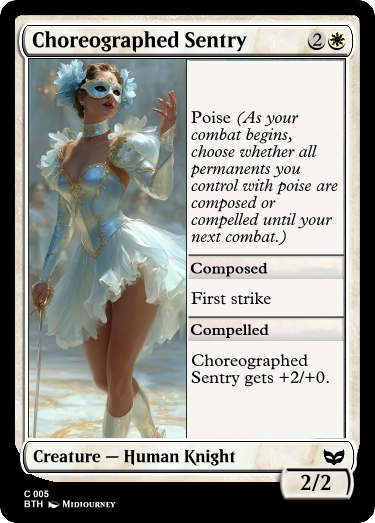 Choreographed Sentry 2
Poise (As your
combat begins,
choose whether all
permanents you
control with poise are
composed or
compelled until your
next combat.)
Composed
First strike
Compelled
Choreographed
Sentry gets +2/+0.
Creature — Human Knight
2/2
C 005
BTH Midjourney